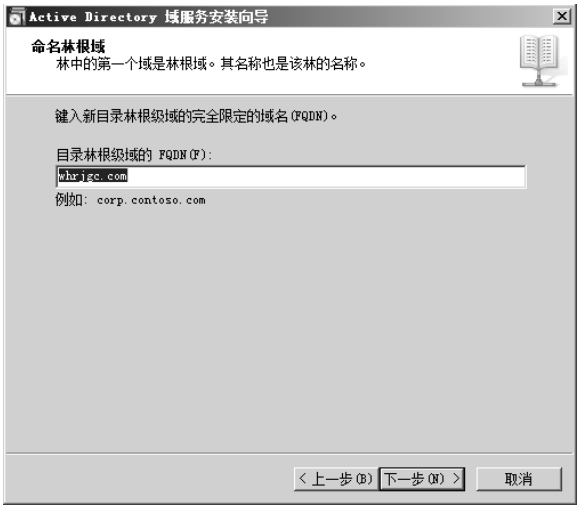 Active Directory 域服务安装向导
命名林根域
林中的第一个域是林根域。其名称也是该林的名称。
键入新目录林根级域的完全限定的域名(FQDN)。
目录林根级域的 FQDN(F):
whrjgc.com
例如: corp.contoso.com
< 上一步(B) 下一步(N) > 取消